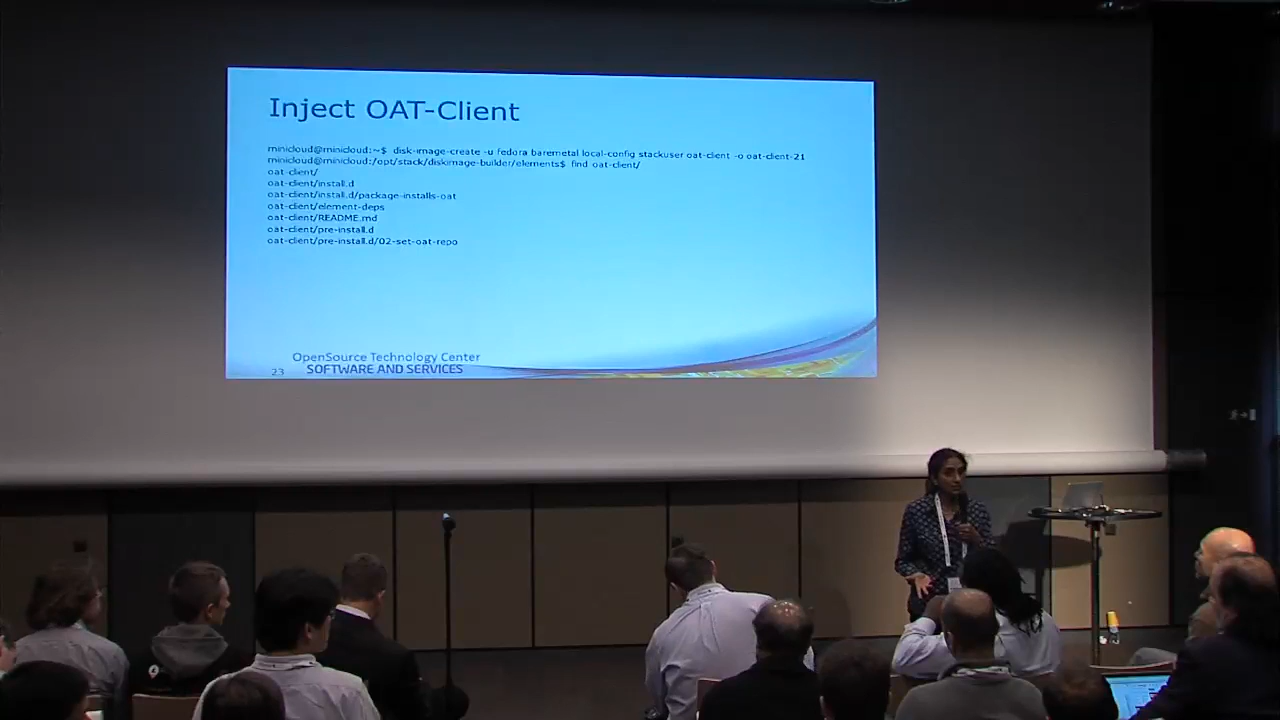 Inject OAT-Client
minicloud@minicloud:~$ disk-image-create -u fedora baremetal local-config stackuser oat-client -o oat-client-21
minicloud@minicloud:/opt/stack/diskimage-builder/elements$ find oat-client/
oat-client/
oat-client/install.d
oat-client/install.d/package-installs-oat
oat-client/element-deps
oat-client/README.md
oat-client/pre-install.d
oat-client/pre-install.d/02-set-oat-repo
OpenSource Technology Center
23 SOFTWARE AND SERVICES